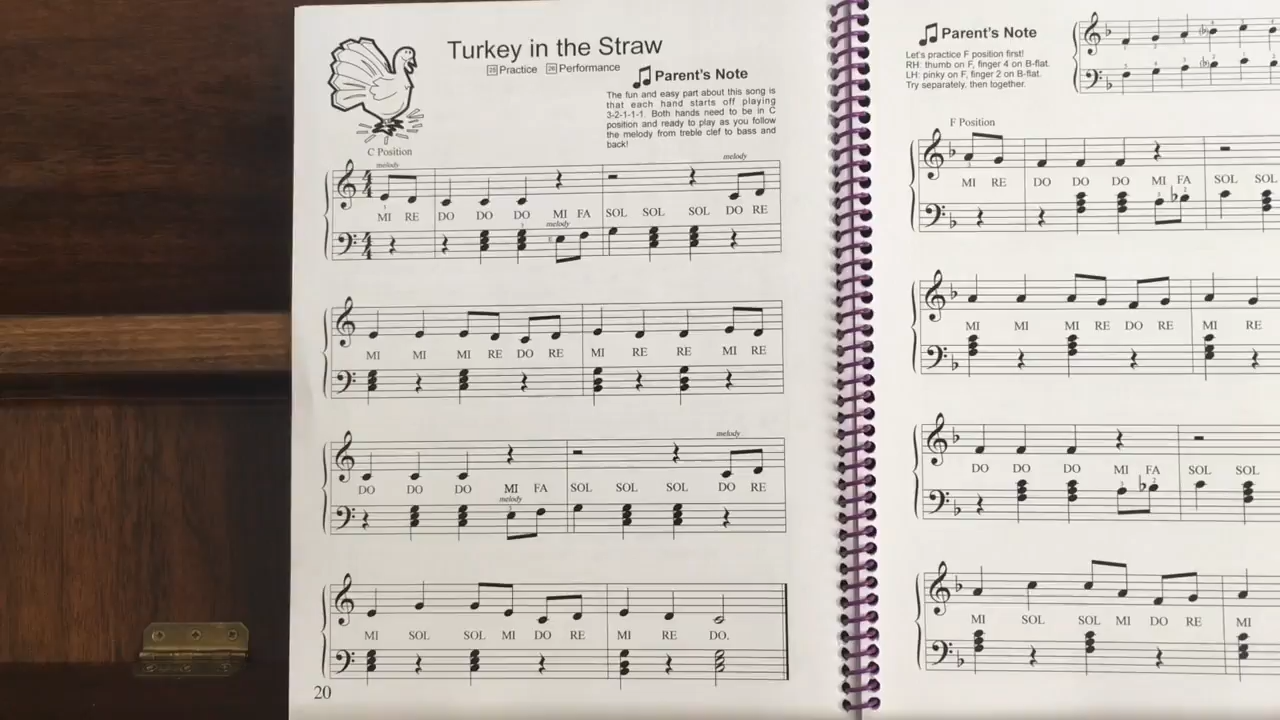 Turkey in the Straw
25 Practice 26 Performance
Parent's Note
The fun and easy part about this song is
that each hand starts off playing
3-2-1-1-1. Both hands need to be in C
position and ready to play as you follow
the melody from treble clef to bass and
back!
C Position
melody
melody
MI RE DO DO DO MI FA SOL SOL SOL DO RE
melody
MI MI MI RE DO RE MI RE RE MI RE
melody
DO DO DO MI FA SOL SOL SOL DO RE
melody
MI SOL SOL MI DO RE MI RE DO.
20
Parent's Note
Let's practice F position first!
RH: thumb on F, finger 4 on B-flat.
LH: pinky on F, finger 2 on B-flat.
Try separately, then together.
F Position
MI RE DO DO DO MI FA SOL SOL
MI MI MI RE DO RE MI RE
DO DO DO MI FA SOL SOL
MI SOL SOL MI DO RE MI